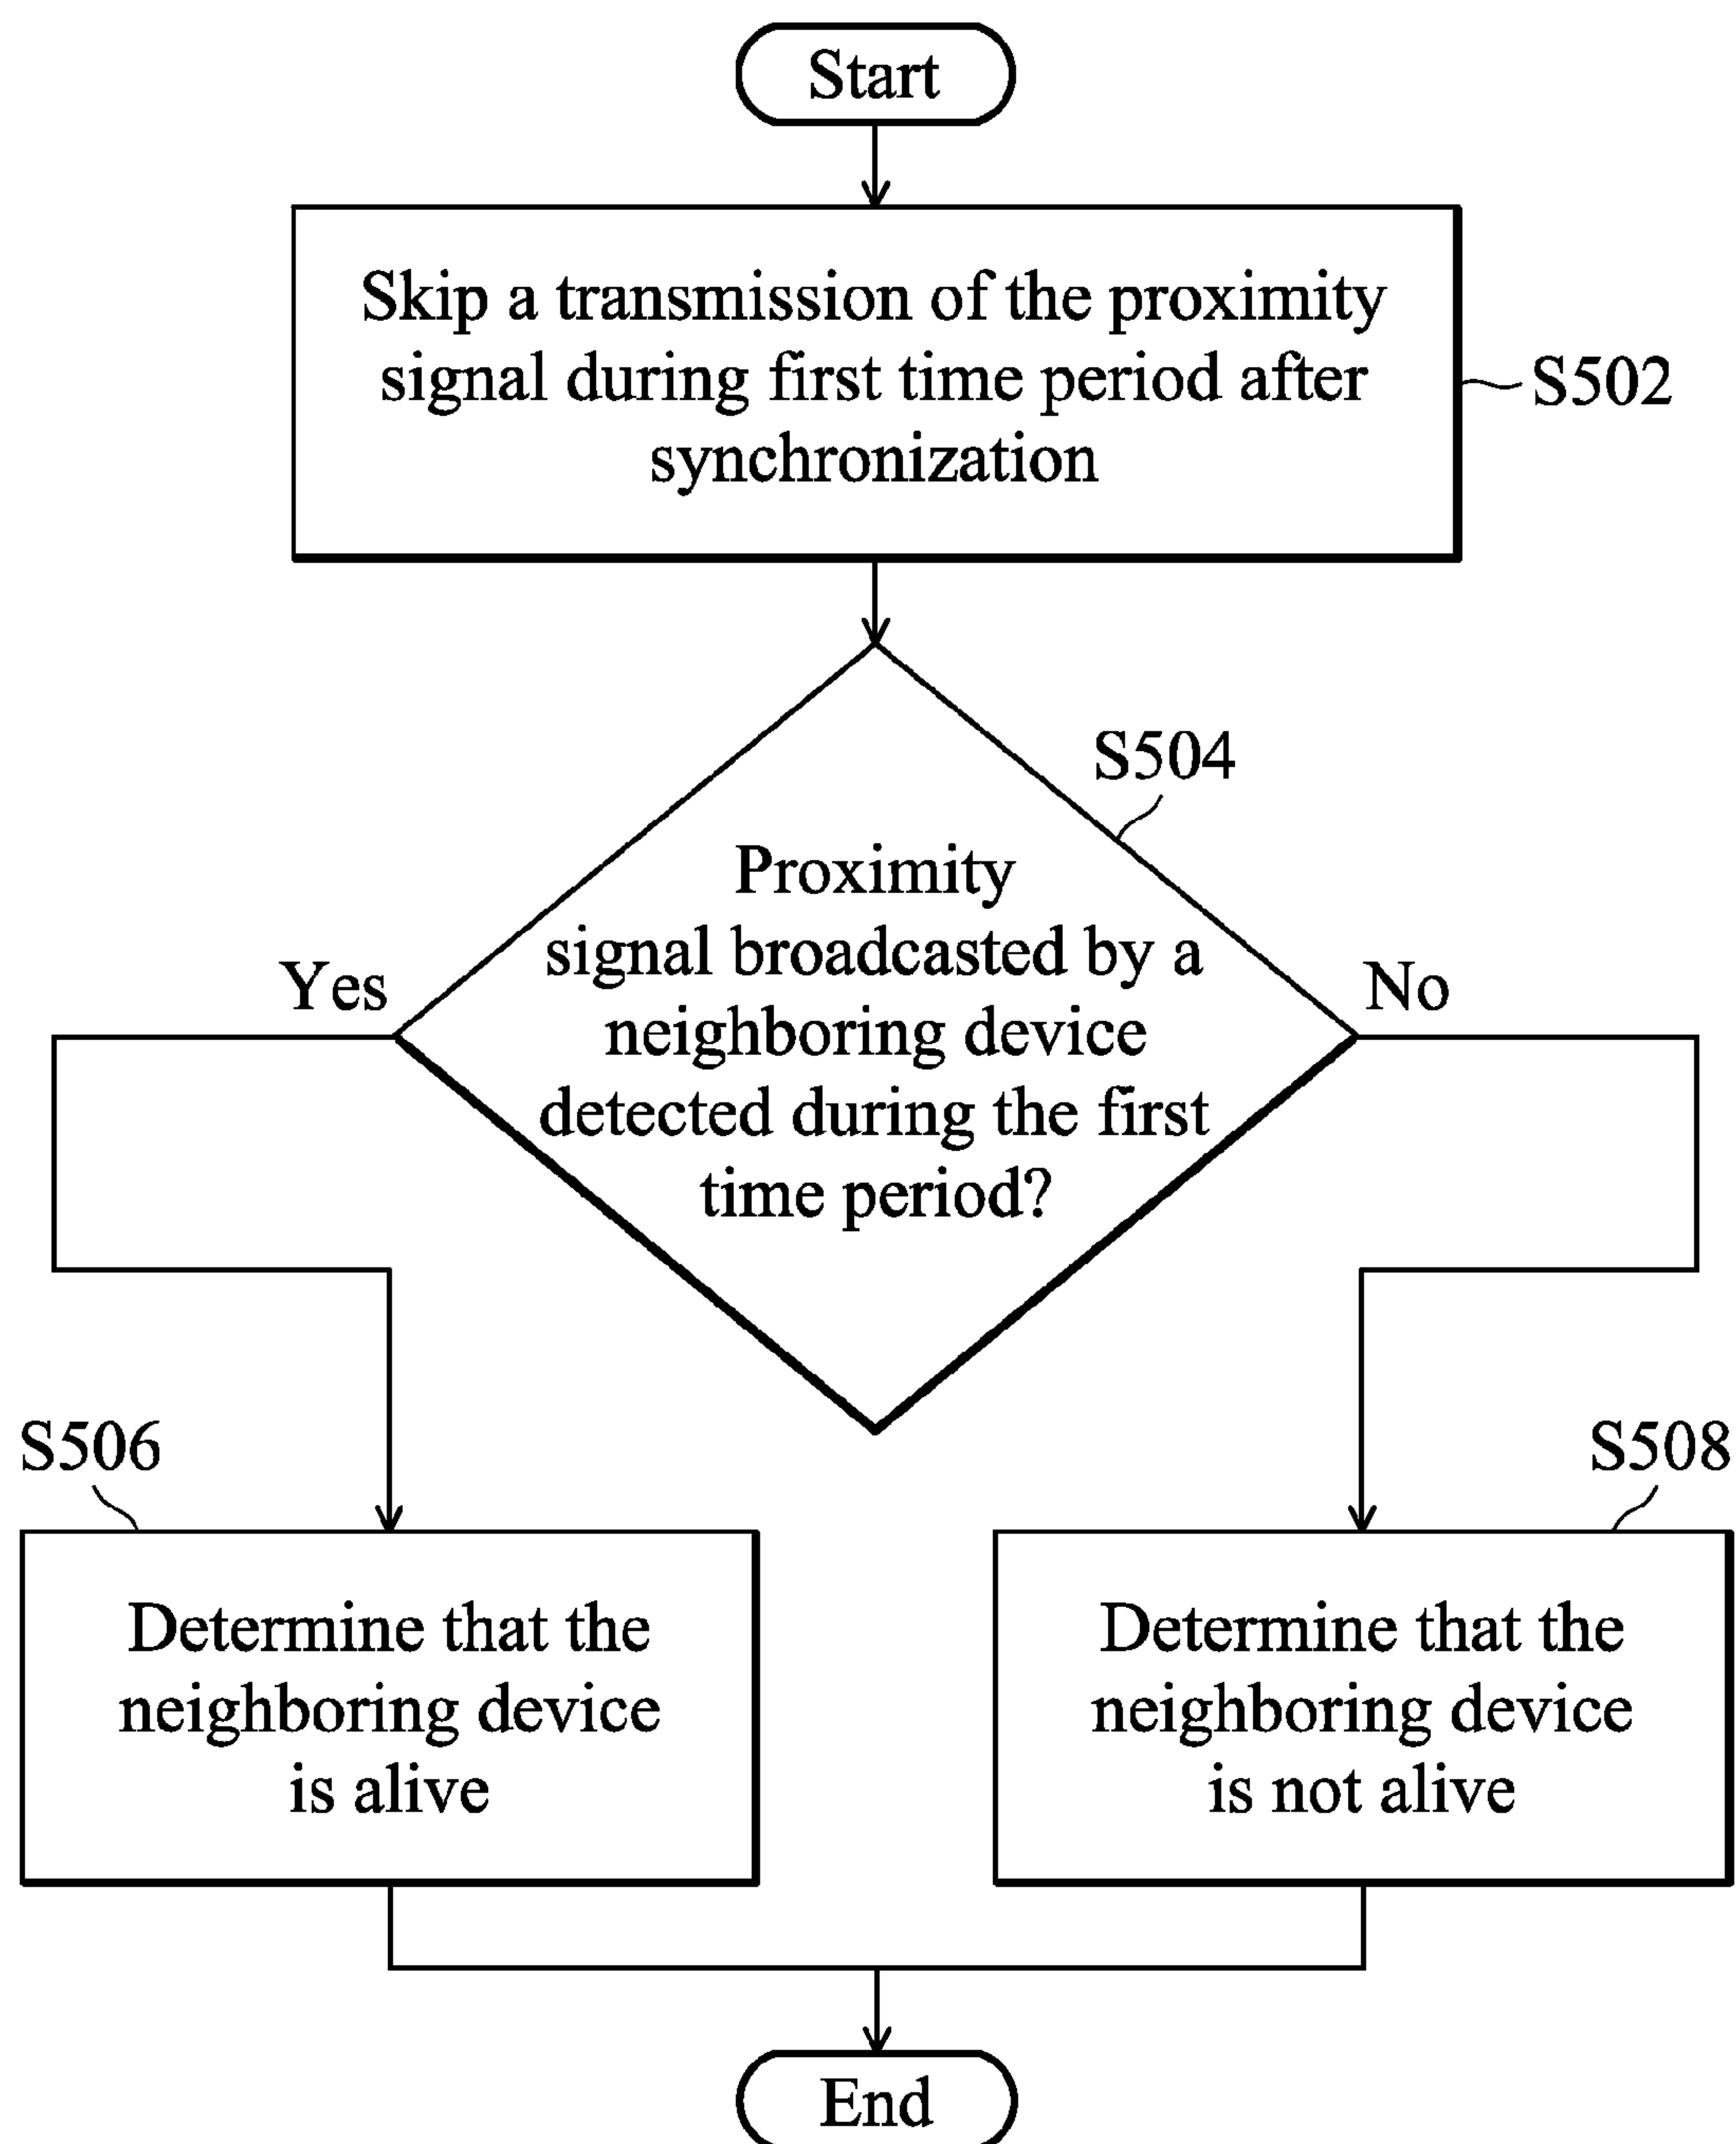 Start
Skip a transmission of the proximity
signal during first time period after
synchronization
S502
S504
Proximity
signal broadcasted by a
neighboring device
detected during the first
time period?
Yes
No
S506
S508
Determine that the
neighboring device
is alive
Determine that the
neighboring device
is not alive
End